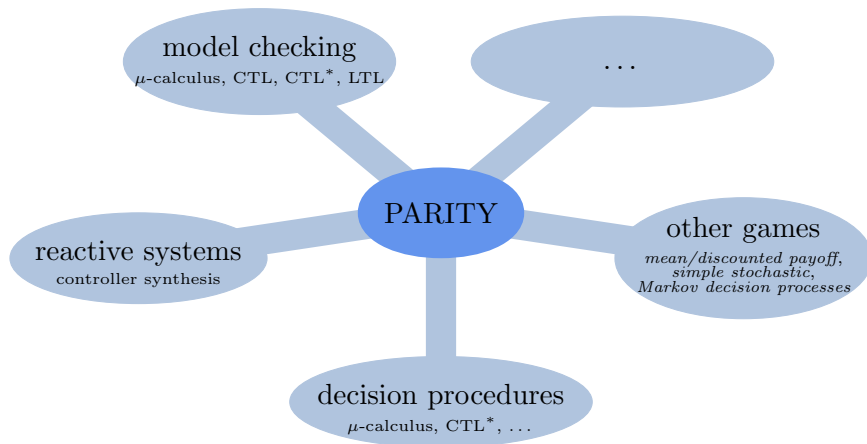 model checking
μ-calculus, CTL, CTL*, LTL
...
PARITY
reactive systems
controller synthesis
other games
mean/discounted payoff,
simple stochastic,
Markov decision processes
decision procedures
μ-calculus, CTL*, ...